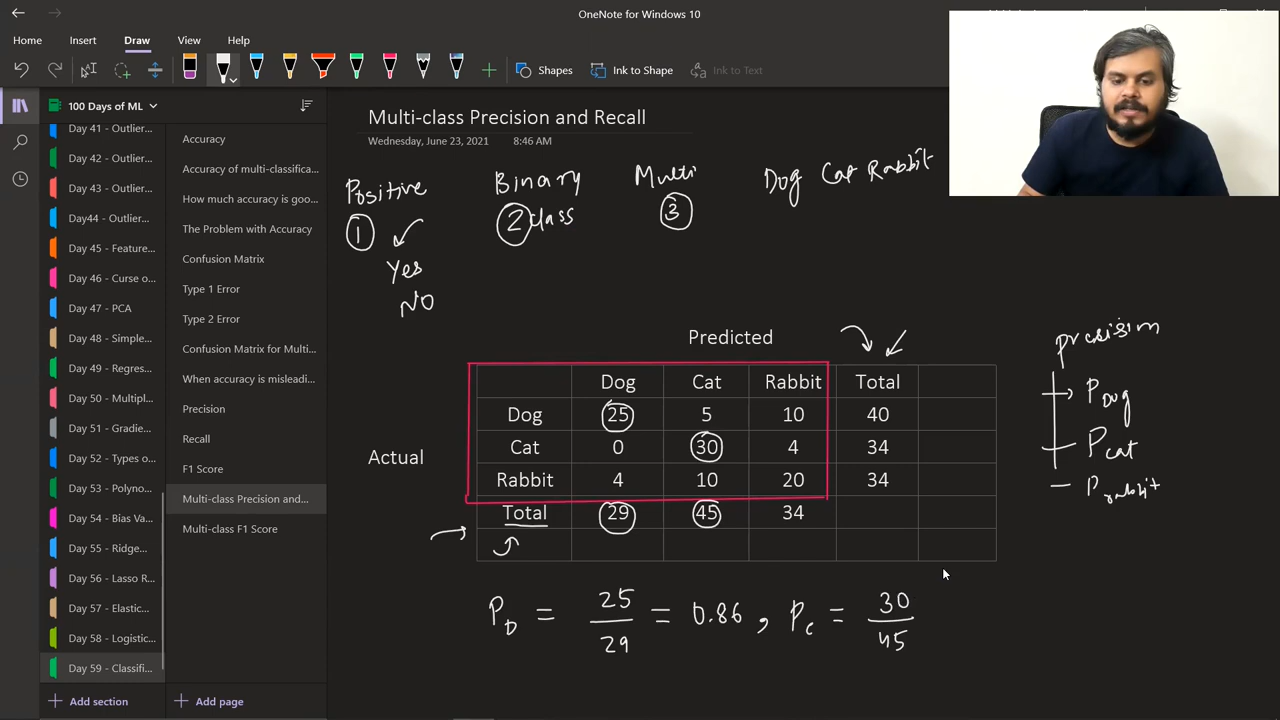 OneNote for Windows 10
Home Insert Draw View Help
Shapes Ink to Shape Ink to Text
100 Days of ML
Day 41 - Outlier...
Day 42 - Outlier...
Day 43 - Outlier...
Day44 - Outlier...
Day 45 - Feature...
Day 46 - Curse o...
Day 47 - PCA
Day 48 - Simple...
Day 49 - Regres...
Day 50 - Multipl...
Day 51 - Gradie...
Day 52 - Types o...
Day 53 - Polyno...
Day 54 - Bias Va...
Day 55 - Ridge...
Day 56 - Lasso R...
Day 57 - Elastic...
Day 58 - Logistic...
Day 59 - Classifi...
Add section
Accuracy
Accuracy of multi-classifica...
How much accuracy is goo...
The Problem with Accuracy
Confusion Matrix
Type 1 Error
Type 2 Error
Confusion Matrix for Multi...
When accuracy is misleadi...
Precision
Recall
F1 Score
Multi-class Precision and...
Multi-class F1 Score
Add page
Multi-class Precision and Recall
Wednesday, June 23, 2021 8:46 AM
Positive Binary Multi Dog Cat Rabbit
1 2 class 3
Yes
NO
Predicted
Dog Cat Rabbit Total
Dog 25 5 10 40
Actual
Cat 0 30 4 34
Rabbit 4 10 20 34
Total 29 45 34
precision
P Dog
P cat
P rabbit
P D = 25/29 = 0.86, P c = 30/45